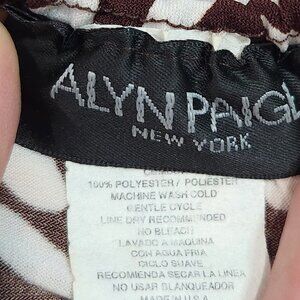 ALYN PAIG
NEW YORK
100% POLYESTER / POLIESTER
MACHINE WASH COLD
GENTLE CYCLE
LINE DRY RECOMMENDED
NO BLEACH
LAVADO A MAQUINA
CON AGUA FRIA
CICLO SUAVE
RECOMIENDA SECAR LA LINEA
NO USAR BLANQUEADOR
MADE IN U.S.A